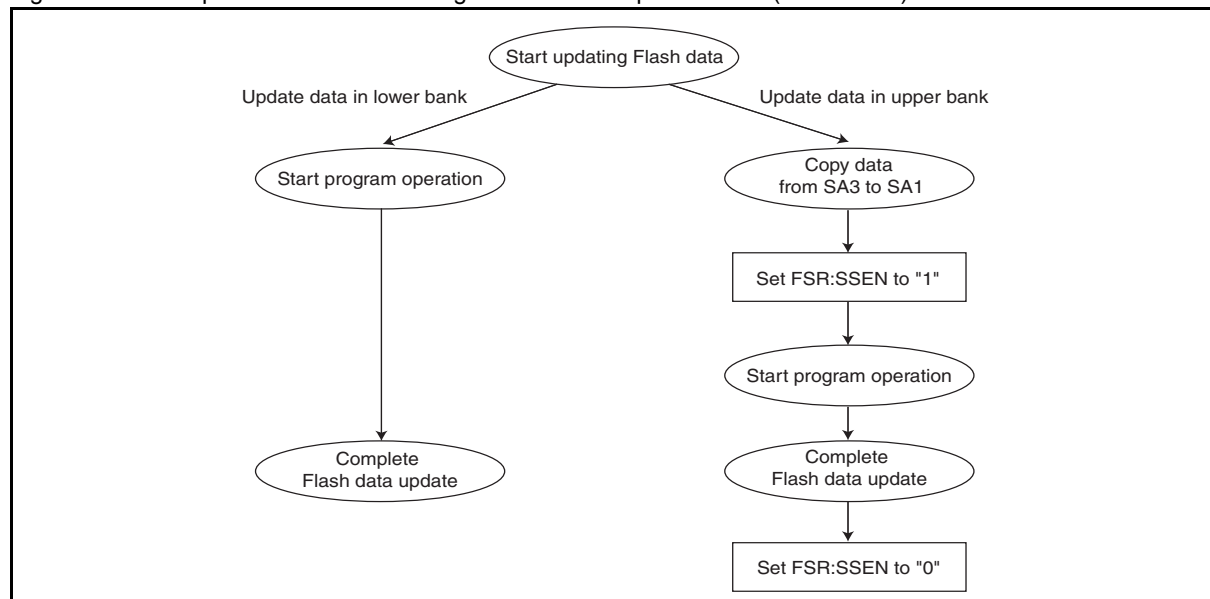 Start updating Flash data
Update data in lower bank
Update data in upper bank
Start program operation
Copy data
from SA3 to SA1
Set FSR:SSEN to "1"
Start program operation
Complete
Flash data update
Complete
Flash data update
Set FSR:SSEN to "0"